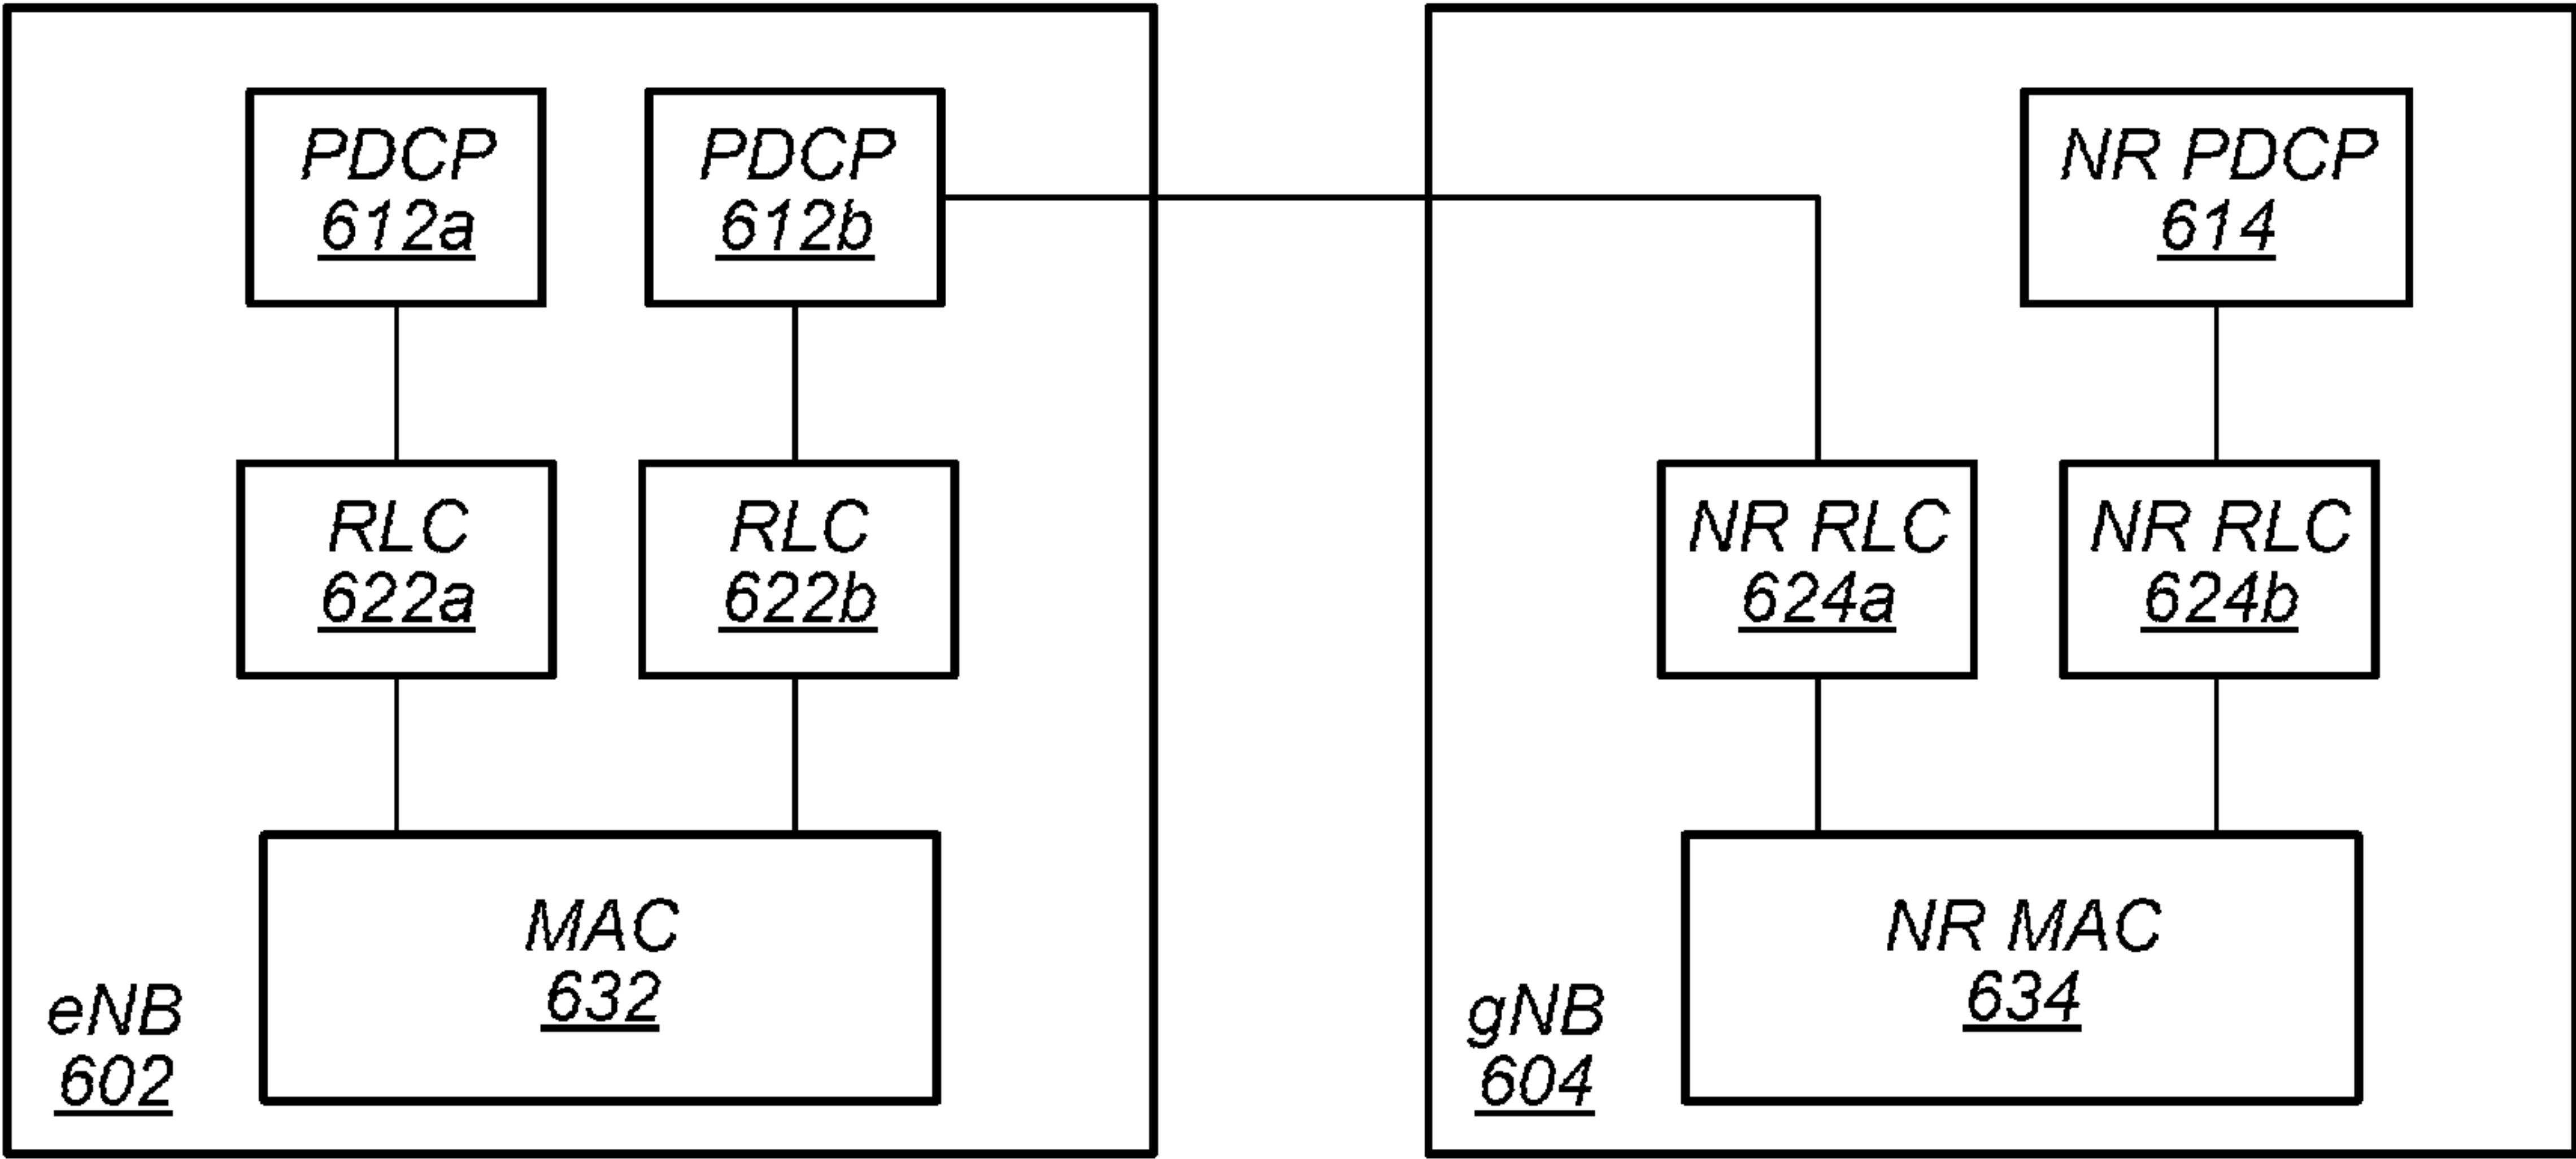 PDCP
612a
PDCP
612b
NR PDCP
614
RLC
622a
RLC
622b
NR RLC
624a
NR RLC
624b
MAC
632
NR MAC
634
eNB
602
gNB
604